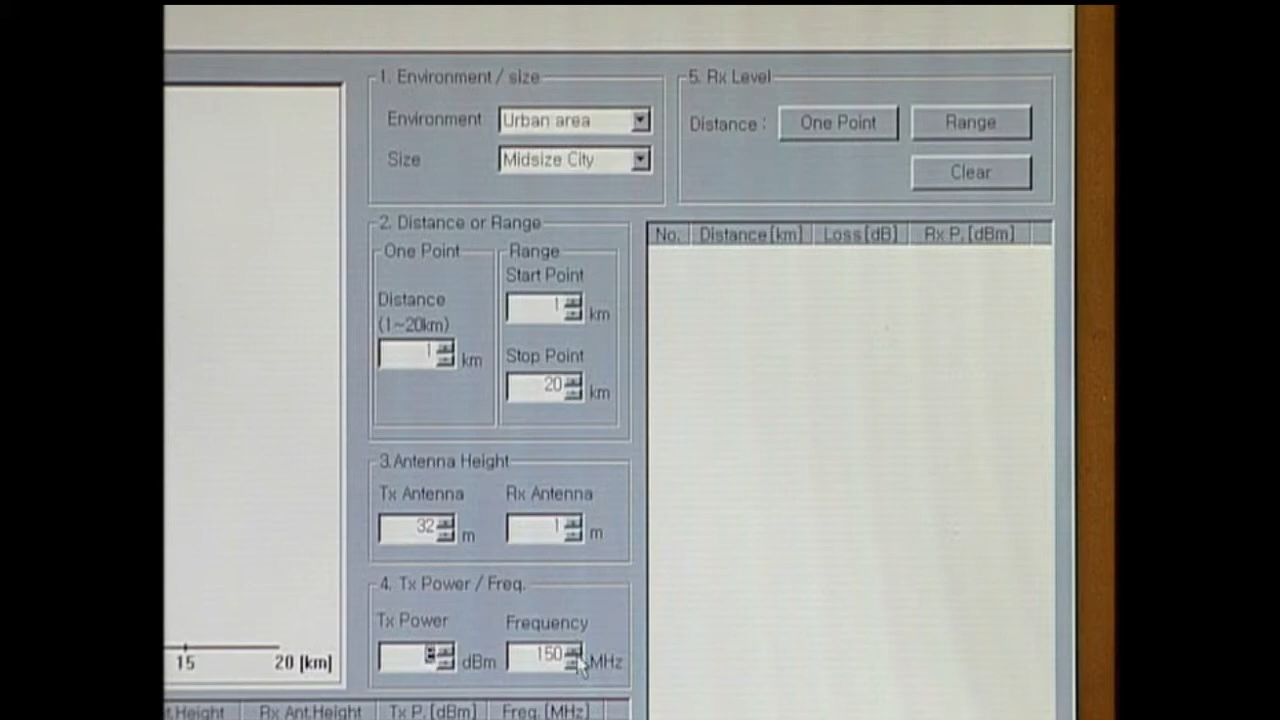 1. Environment / size
Environment Urban area
Size Midsize City
5. Rx Level
Distance : One Point Range
Clear
2. Distance or Range
One Point
Distance
(1~20km)
1 km
Range
Start Point
1 km
Stop Point
20 km
No. Distance[km] Loss[dB] Rx P. [dBm]
3.Antenna Height
Tx Antenna Rx Antenna
32 m 1 m
4. Tx Power / Freq.
Tx Power Frequency
dBm 150 MHz
15 20 [km]
t.Height Rx Ant.Height Tx P. [dBm] Freq. [MHz]